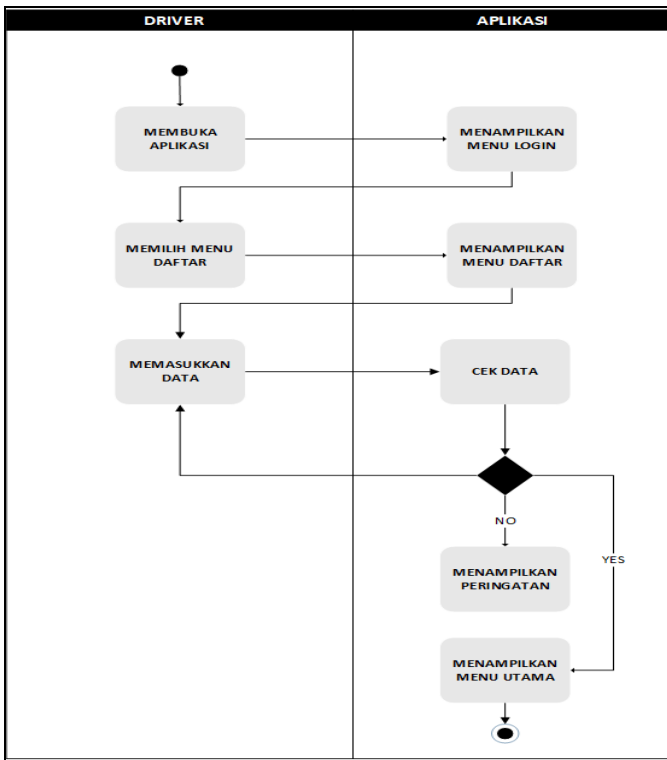 DRIVER
APLIKASI
MEMBUKA
APLIKASI
MENAMPILKAN
MENU LOGIN
MEMILIH MENU
DAFTAR
MENAMPILKAN
MENU DAFTAR
MEMASUKKAN
DATA
CEK DATA
NO
YES
MENAMPILKAN
PERINGATAN
MENAMPILKAN
MENU UTAMA